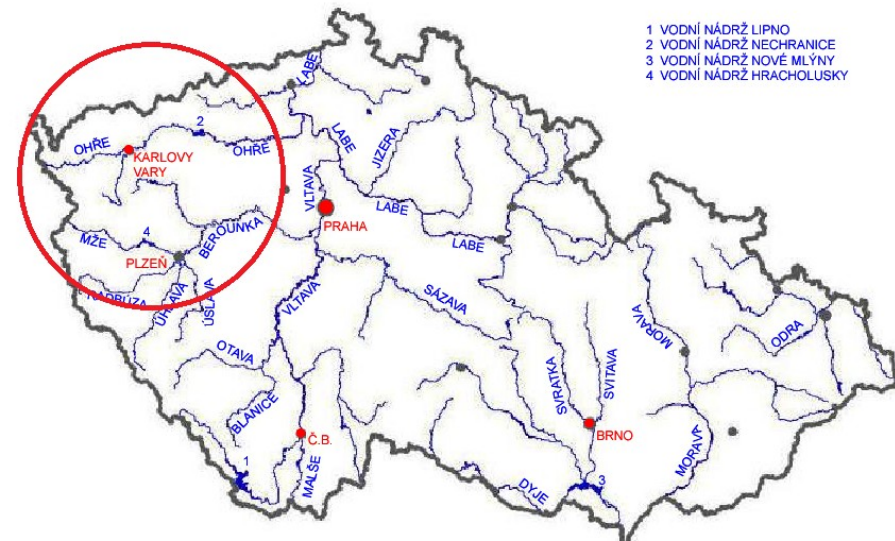 1 VODNÍ NÁDRŽ LIPNO
2 VODNÍ NÁDRŽ NECHRANICE
3 VODNÍ NÁDRŽ NOVÉ MLÝNY
4 VODNÍ NÁDRŽ HRACHOLUSKY
LABE
2
OHŘE
OHŘE
KARLOVY
VARY
LABE
JIZERA
VLTAVA
LABE
PRAHA
MŽE
4
BEROUNKA
LABE
PLZEŇ
RADBÚZA
ÚHLAVA
ÚSLAVA
VLTAVA
SÁZAVA
MORAVA
ODRA
OTAVA
SVRATKA
SVITAVA
BLANICE
Č.B.
BRNO
MORAVA
1
MALŠE
DYJE
3